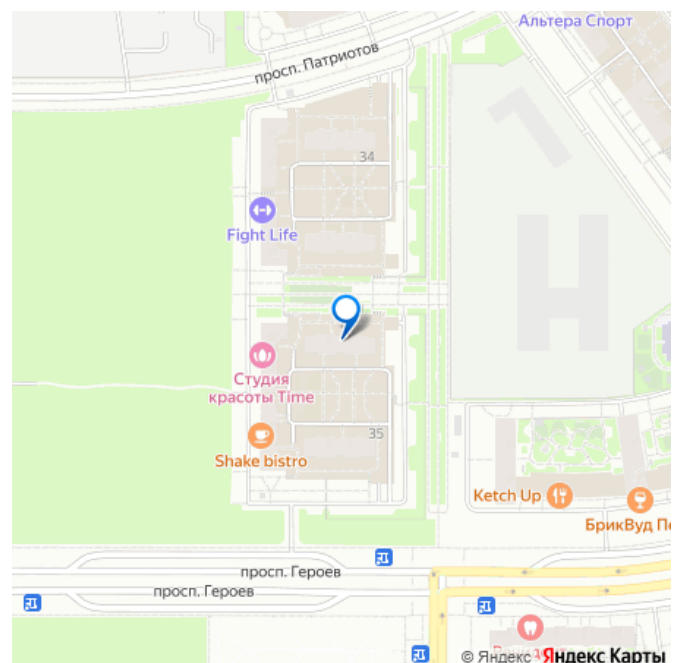 Альтера Спорт
просп. Патриотов
34
Fight Life
Студия
красоты Time
35
Shake bistro
Ketch Up
БрикВуд П
просп. Героев
просп. Героев
© Яндекс Яндекс Карты